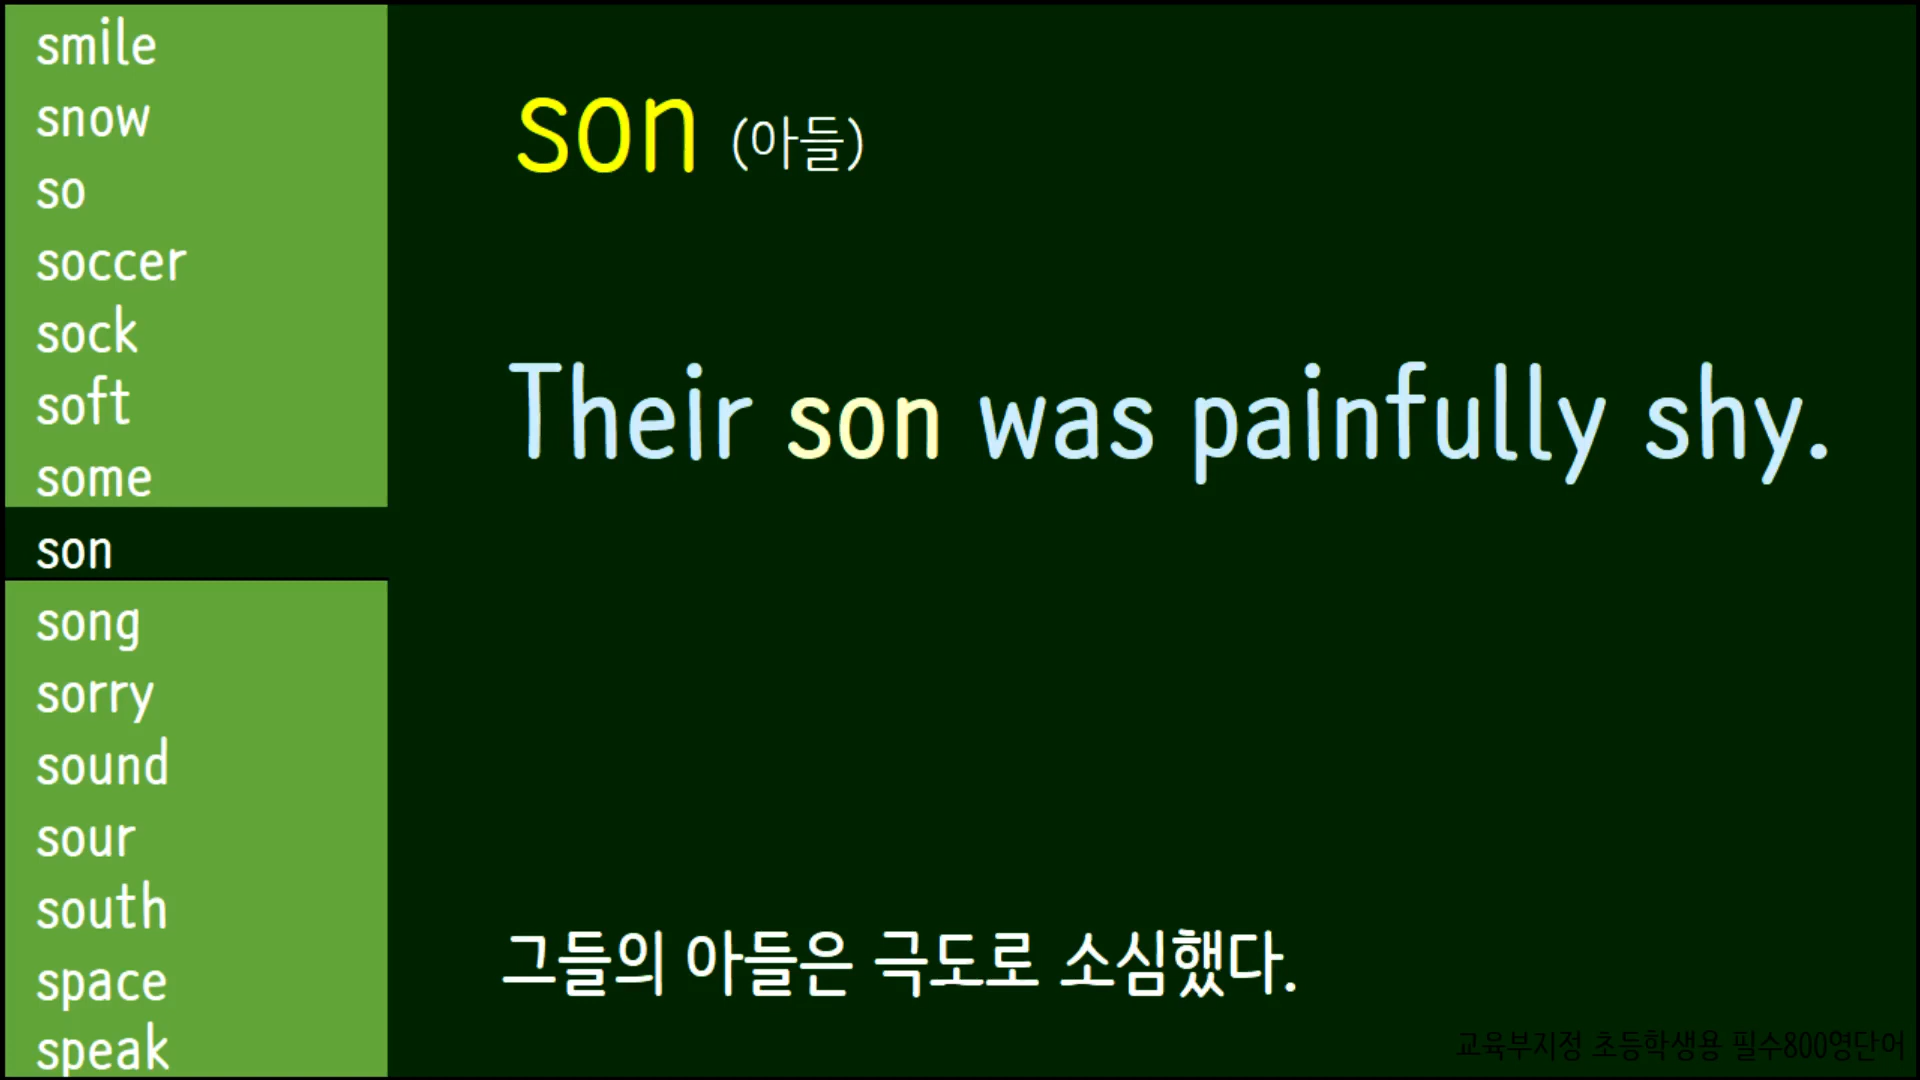 smile
snow
so
soccer
sock
soft
some
son
song
sorry
sound
sour
south
space
speak
son (아들)
Their son was painfully shy.
그들의 아들은 극도로 소심했다.
교육부지정 초등학생용 필수800영단어